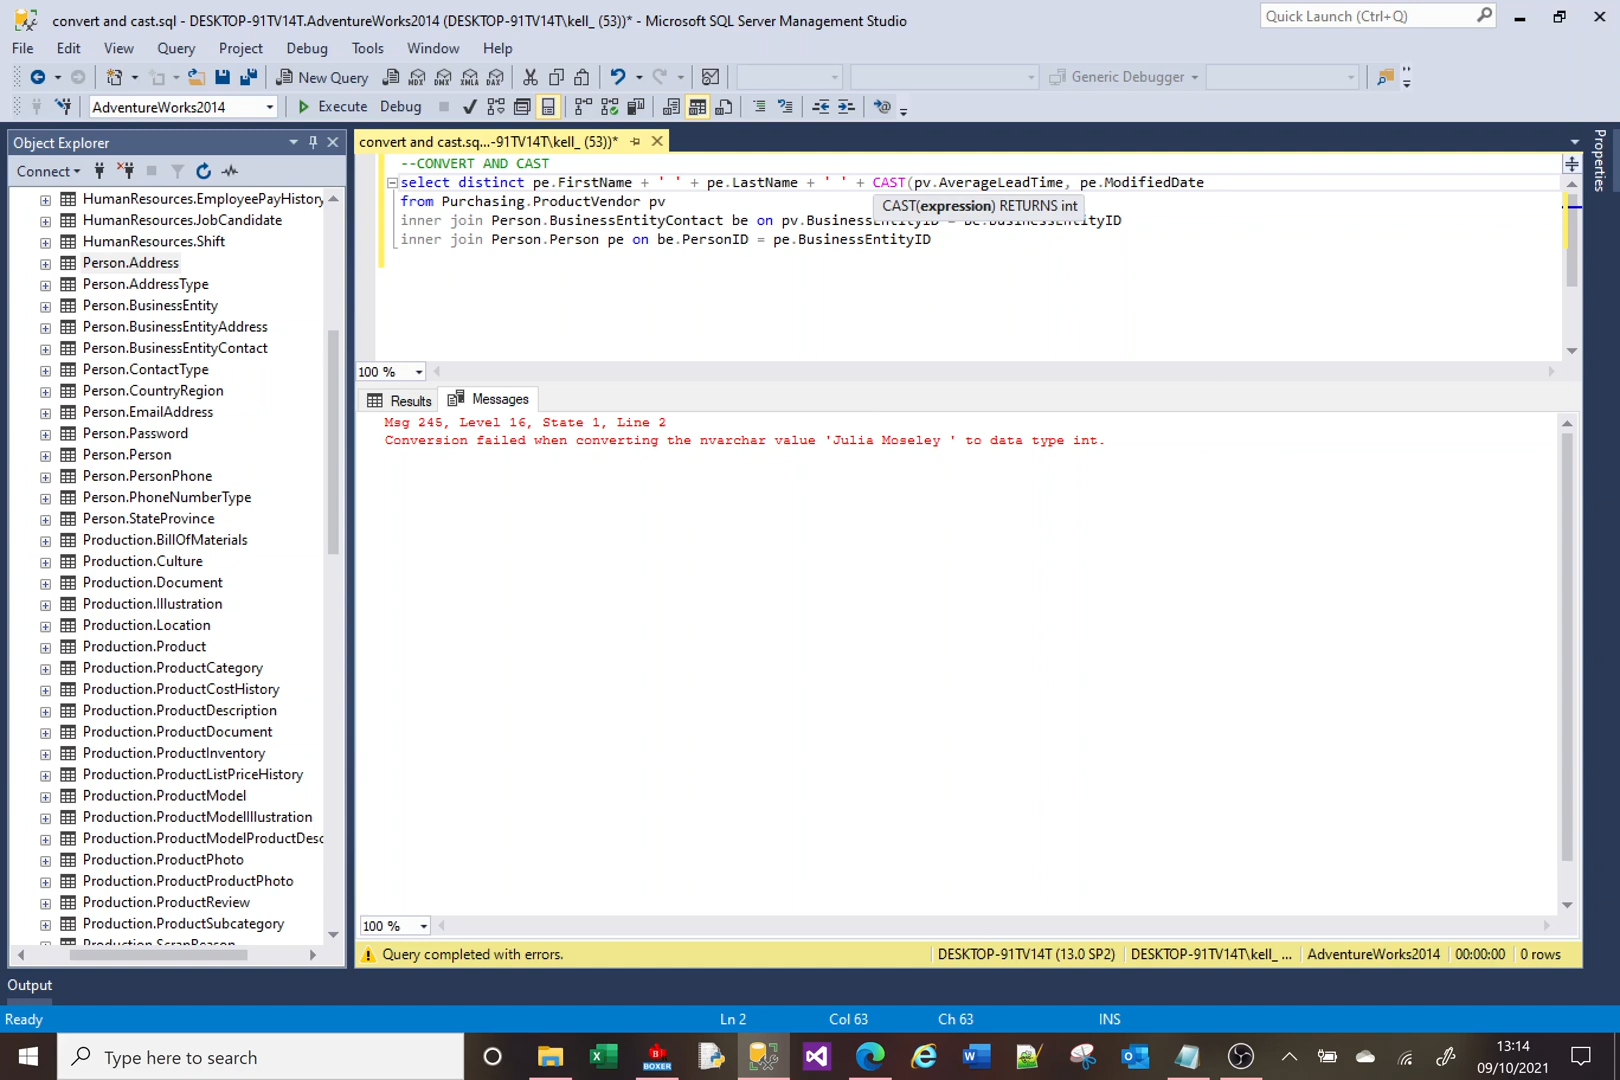 convert and cast.sql - DESKTOP-91TV14T.AdventureWorks2014 (DESKTOP-91TV14T\kell_ (53))* - Microsoft SQL Server Management Studio
Quick Launch (Ctrl+Q)
File Edit View Query Project Debug Tools Window Help
New Query
MDX DMX XMLA DAX
Generic Debugger
AdventureWorks2014
Execute Debug
Object Explorer
convert and cast.sq...-91TV14T\kell_ (53))*
Properties
Connect
--CONVERT AND CAST
select distinct pe.FirstName + ' ' + pe.LastName + ' ' + CAST(pv.AverageLeadTime, pe.ModifiedDate
from Purchasing.ProductVendor pv
CAST(expression) RETURNS int
inner join Person.BusinessEntityContact be on pv.BusinessEntityID = be.BusinessEntityID
inner join Person.Person pe on be.PersonID = pe.BusinessEntityID
100 %
Results
Messages
Msg 245, Level 16, State 1, Line 2
Conversion failed when converting the nvarchar value 'Julia Moseley ' to data type int.
HumanResources.EmployeePayHistory
HumanResources.JobCandidate
HumanResources.Shift
Person.Address
Person.AddressType
Person.BusinessEntity
Person.BusinessEntityAddress
Person.BusinessEntityContact
Person.ContactType
Person.CountryRegion
Person.EmailAddress
Person.Password
Person.Person
Person.PersonPhone
Person.PhoneNumberType
Person.StateProvince
Production.BillOfMaterials
Production.Culture
Production.Document
Production.Illustration
Production.Location
Production.Product
Production.ProductCategory
Production.ProductCostHistory
Production.ProductDescription
Production.ProductDocument
Production.ProductInventory
Production.ProductListPriceHistory
Production.ProductModel
Production.ProductModelIllustration
Production.ProductModelProductDesc
Production.ProductPhoto
Production.ProductProductPhoto
Production.ProductReview
Production.ProductSubcategory
Production.ScrapReason
100 %
Query completed with errors.
DESKTOP-91TV14T (13.0 SP2)
DESKTOP-91TV14T\kell_ ...
AdventureWorks2014
00:00:00
0 rows
Output
Ready
Ln 2
Col 63
Ch 63
INS
Type here to search
BOXER
13:14
09/10/2021